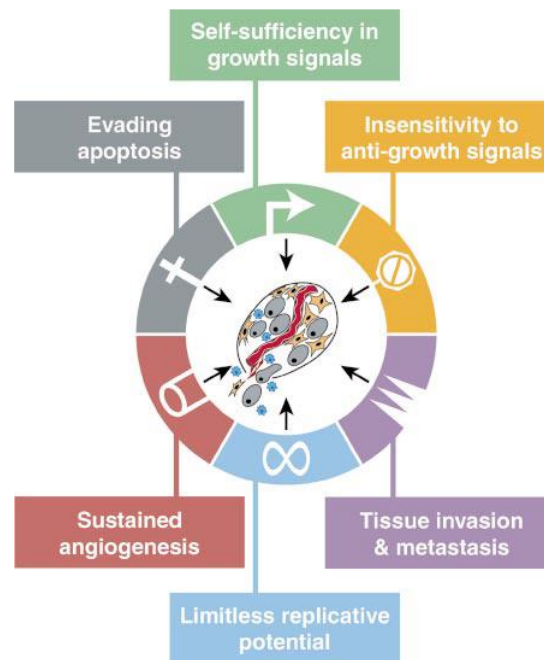 Self-sufficiency in
growth signals
Evading
apoptosis
Insensitivity to
anti-growth signals
Sustained
angiogenesis
Tissue invasion
& metastasis
Limitless replicative
potential